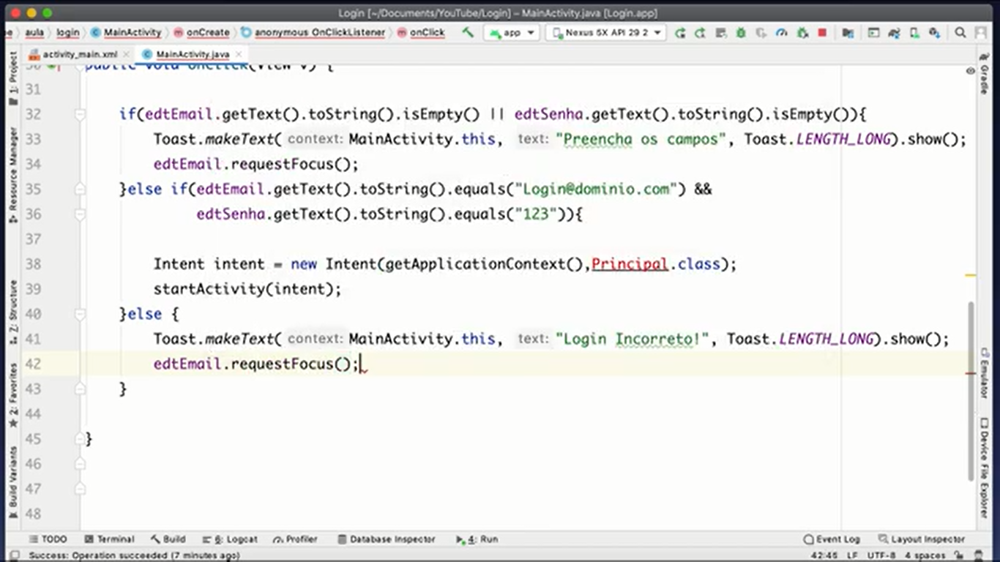 Login [~/Documents/YouTube/Login] – MainActivity.java [Login.app]
aula login MainActivity onCreate anonymous OnClickListener onClick app Nexus 5X API 29 2
activity_main.xml MainActivity.java
public void onClick(View v) {
31
32 if(edtEmail.getText().toString().isEmpty() || edtSenha.getText().toString().isEmpty()){
33 Toast.makeText( context: MainActivity.this, text: "Preencha os campos", Toast.LENGTH_LONG).show();
34 edtEmail.requestFocus();
35 }else if(edtEmail.getText().toString().equals("Login@dominio.com") &&
36 edtSenha.getText().toString().equals("123")){
37
38 Intent intent = new Intent(getApplicationContext(),Principal.class);
39 startActivity(intent);
40 }else {
41 Toast.makeText( context: MainActivity.this, text: "Login Incorreto!", Toast.LENGTH_LONG).show();
42 edtEmail.requestFocus();
43 }
44
45 }
46
47
48
1: Project
Resource Manager
Z: Structure
2: Favorites
Build Variants
Gradle
Emulator
Device File Explorer
TODO Terminal Build 6: Logcat Profiler Database Inspector 4: Run Event Log Layout Inspector
Success: Operation succeeded (7 minutes ago) 42:45 LF UTF-8 4 spaces